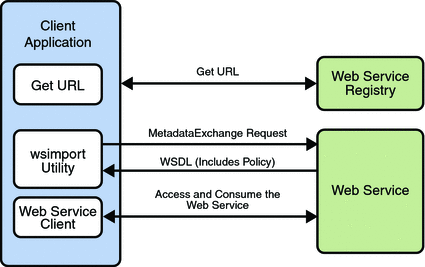 Client
Application
Get URL
Get URL
Web Service
Registry
MetadataExchange Request
wsimport
Utility
WSDL (Includes Policy)
Web Service
Access and Consume the
Web Service
Web Service
Client